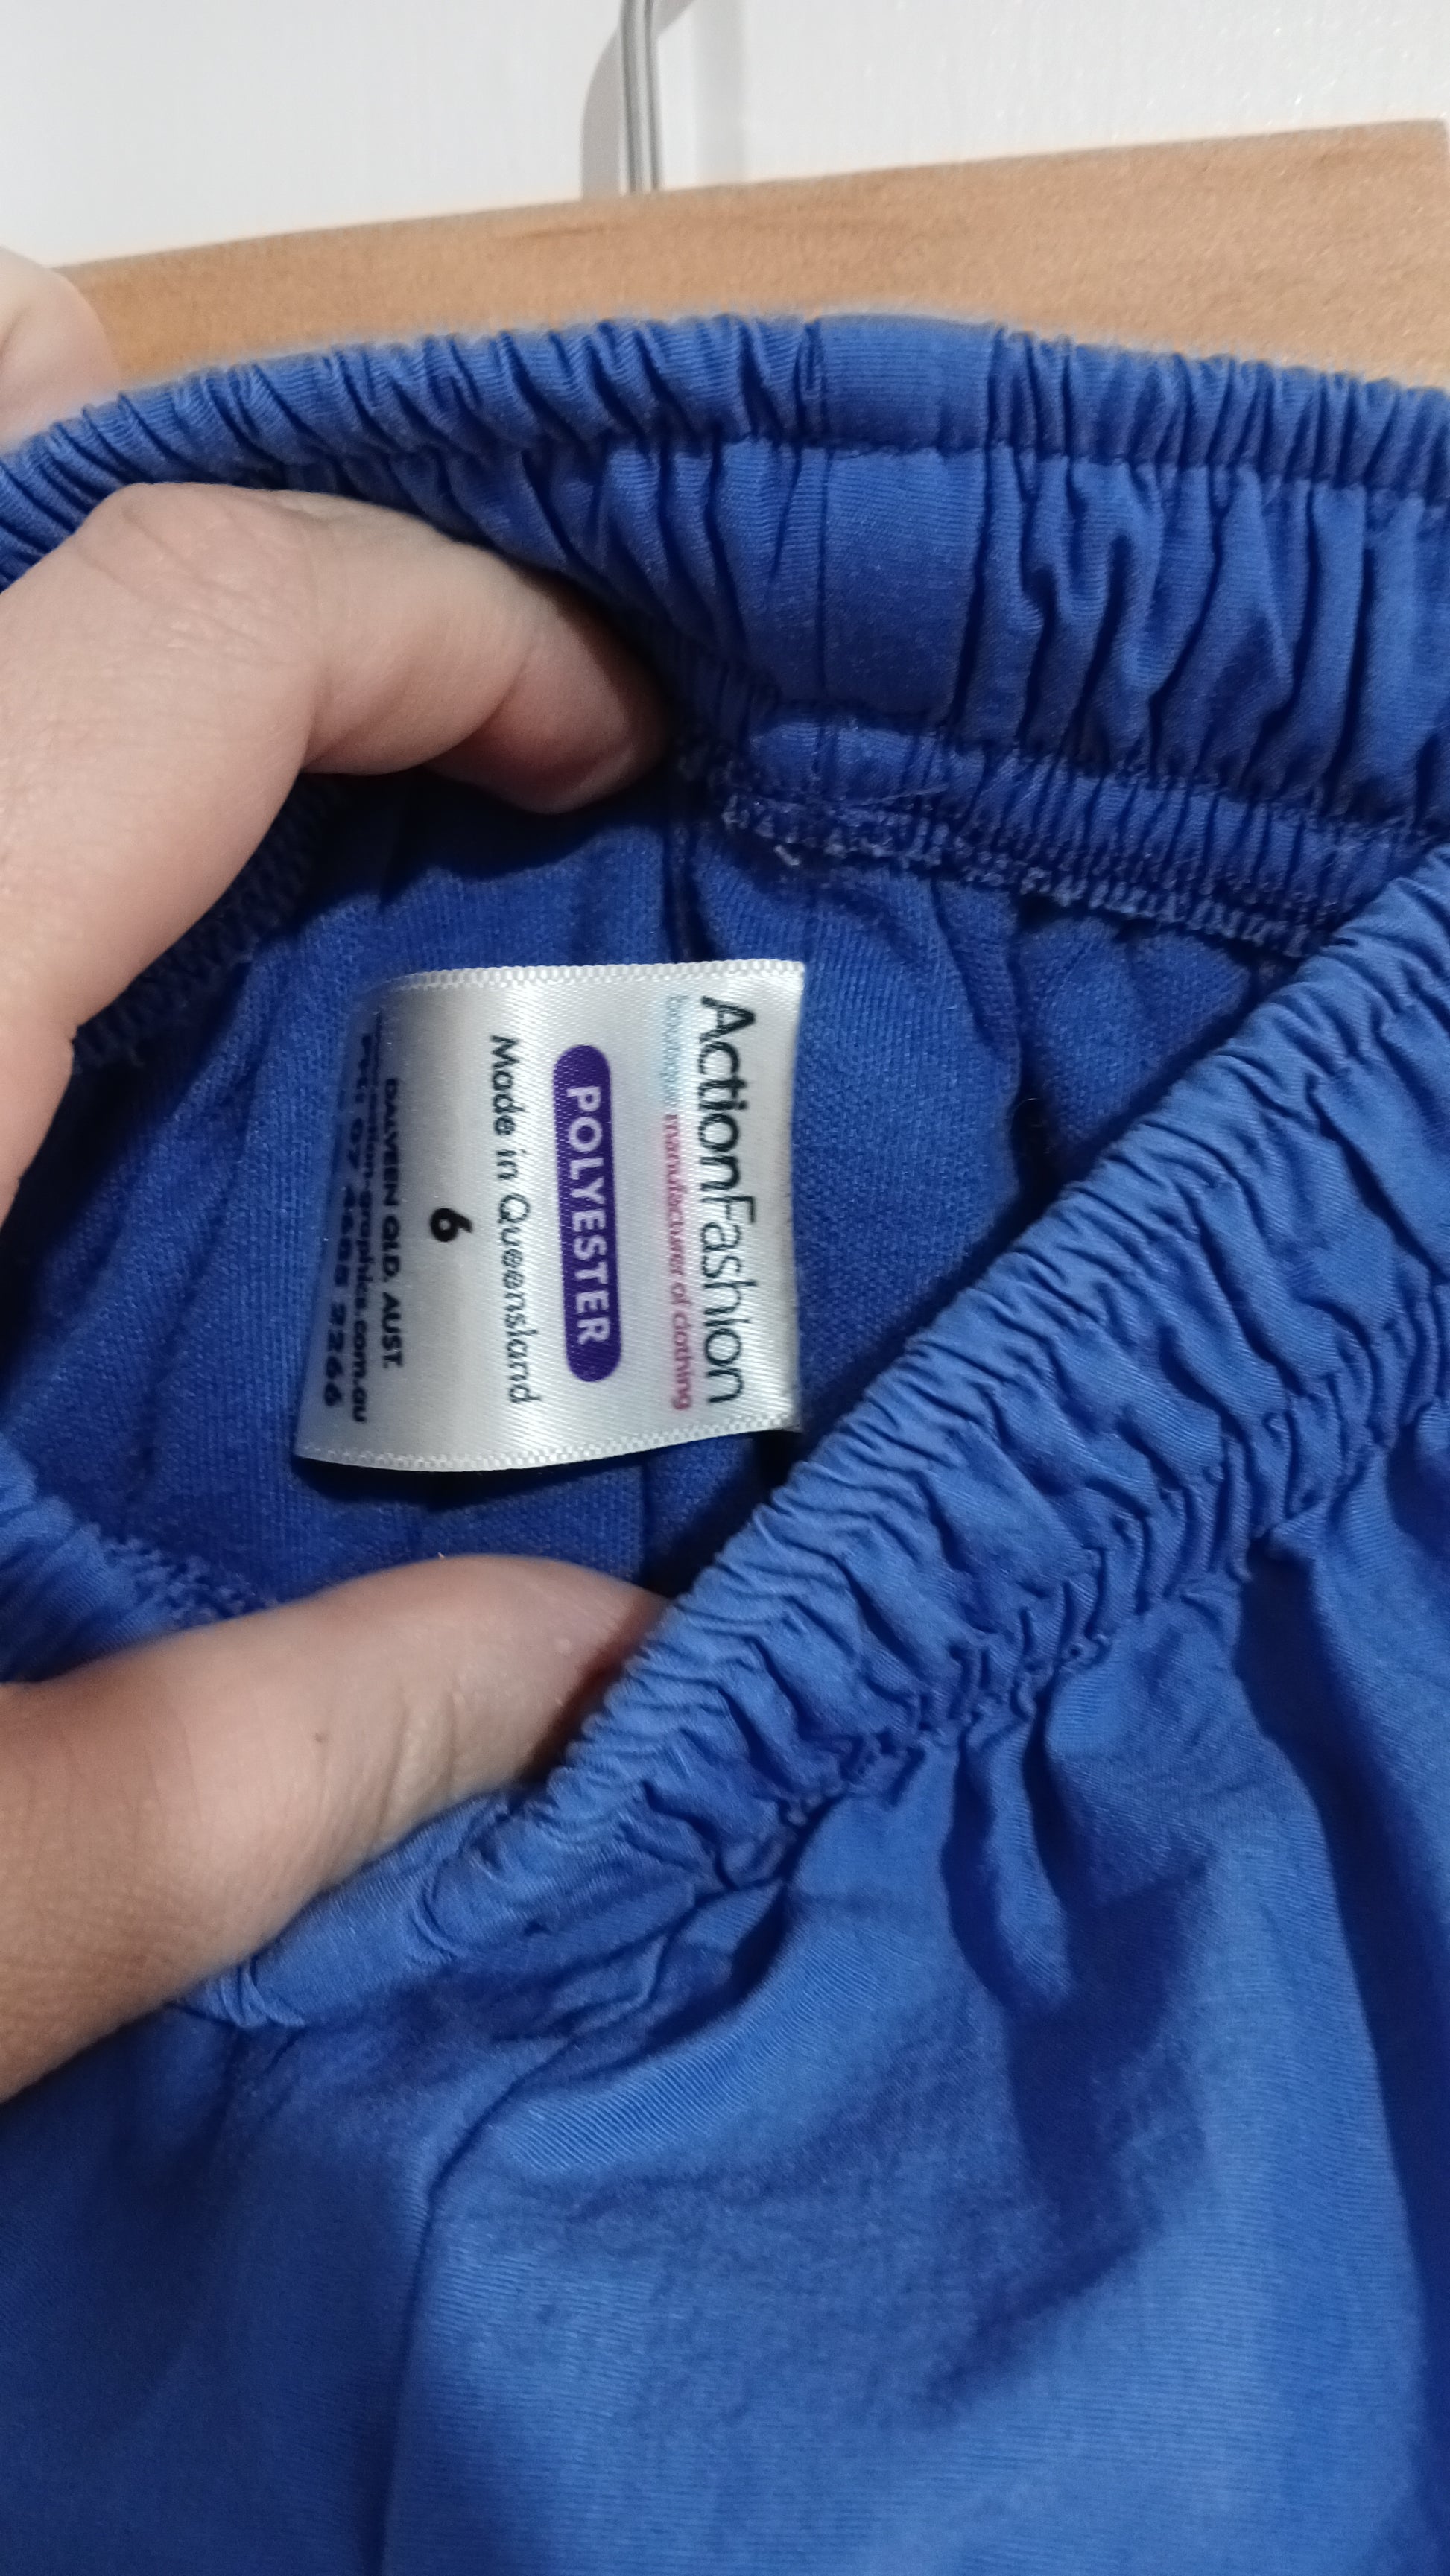 ActionFashion
manufacturer of clothing
POLYESTER
Made in Queensland
6
DALVEEN QLD. AUST.